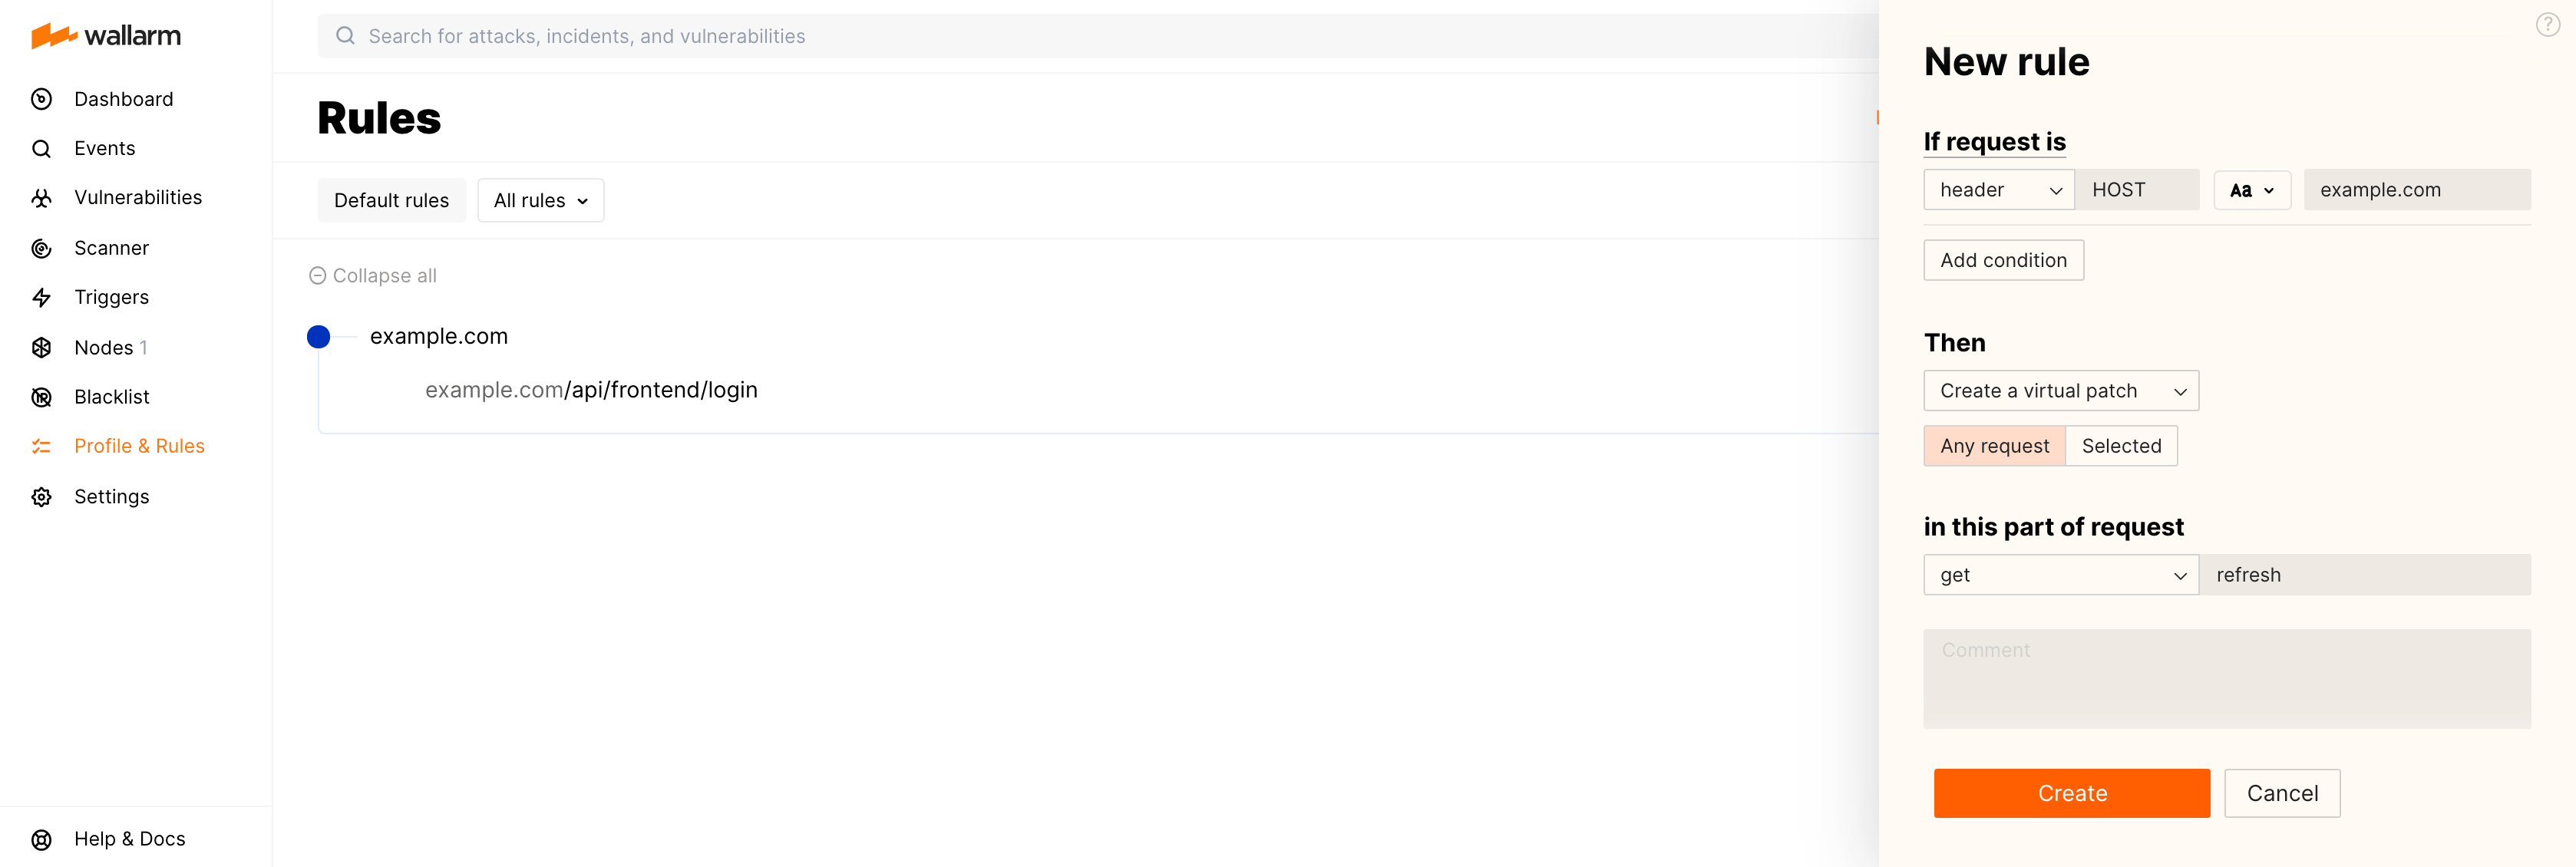 wallarm
Dashboard
Events
Vulnerabilities
Scanner
Triggers
Nodes 1
Blacklist
Profile & Rules
Settings
Help & Docs
Search for attacks, incidents, and vulnerabilities
Rules
Default rules
All rules
Collapse all
example.com
example.com/api/frontend/login
?
New rule
If request is
header HOST Aa example.com
Add condition
Then
Create a virtual patch
Any request Selected
in this part of request
get refresh
Comment
Create Cancel